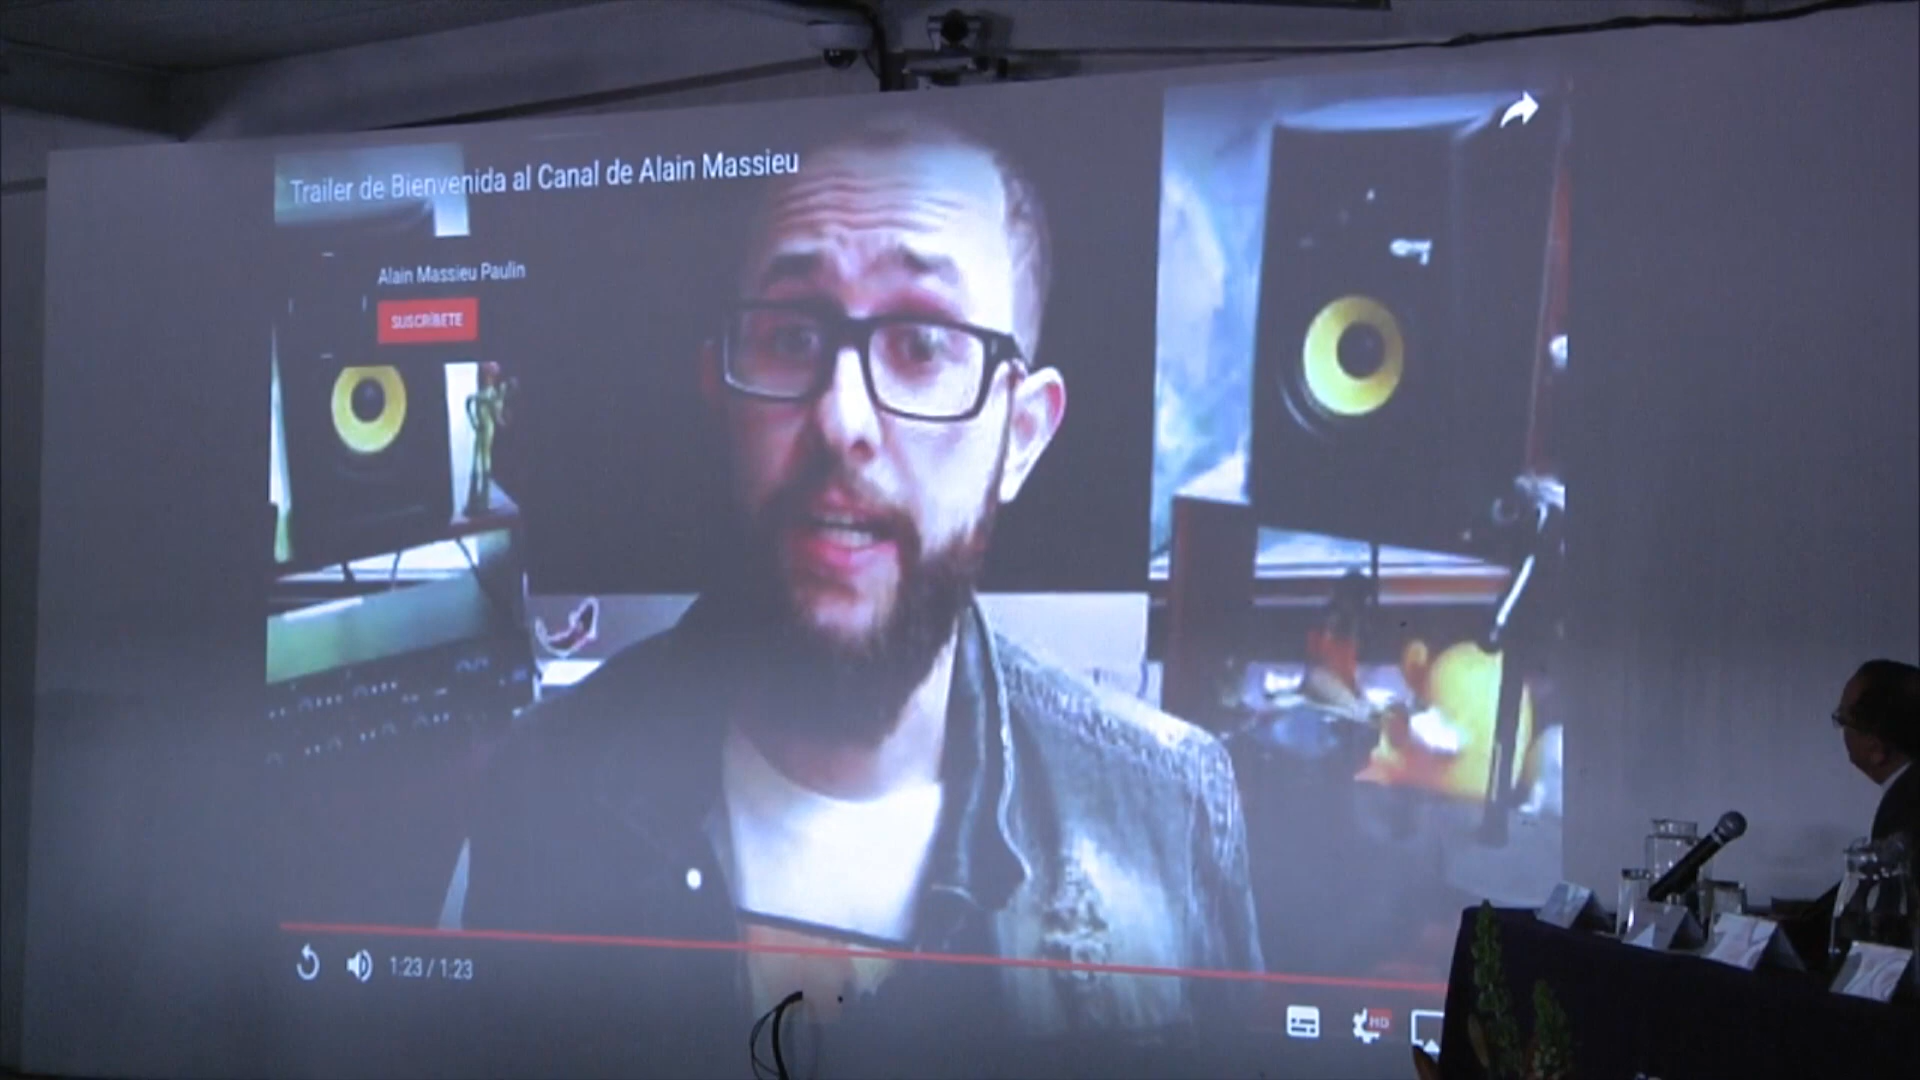 Trailer de Bienvenida al Canal de Alain Massieu
Alain Massieu Paulin
SUSCRÍBETE
1:23 / 1:23
HD